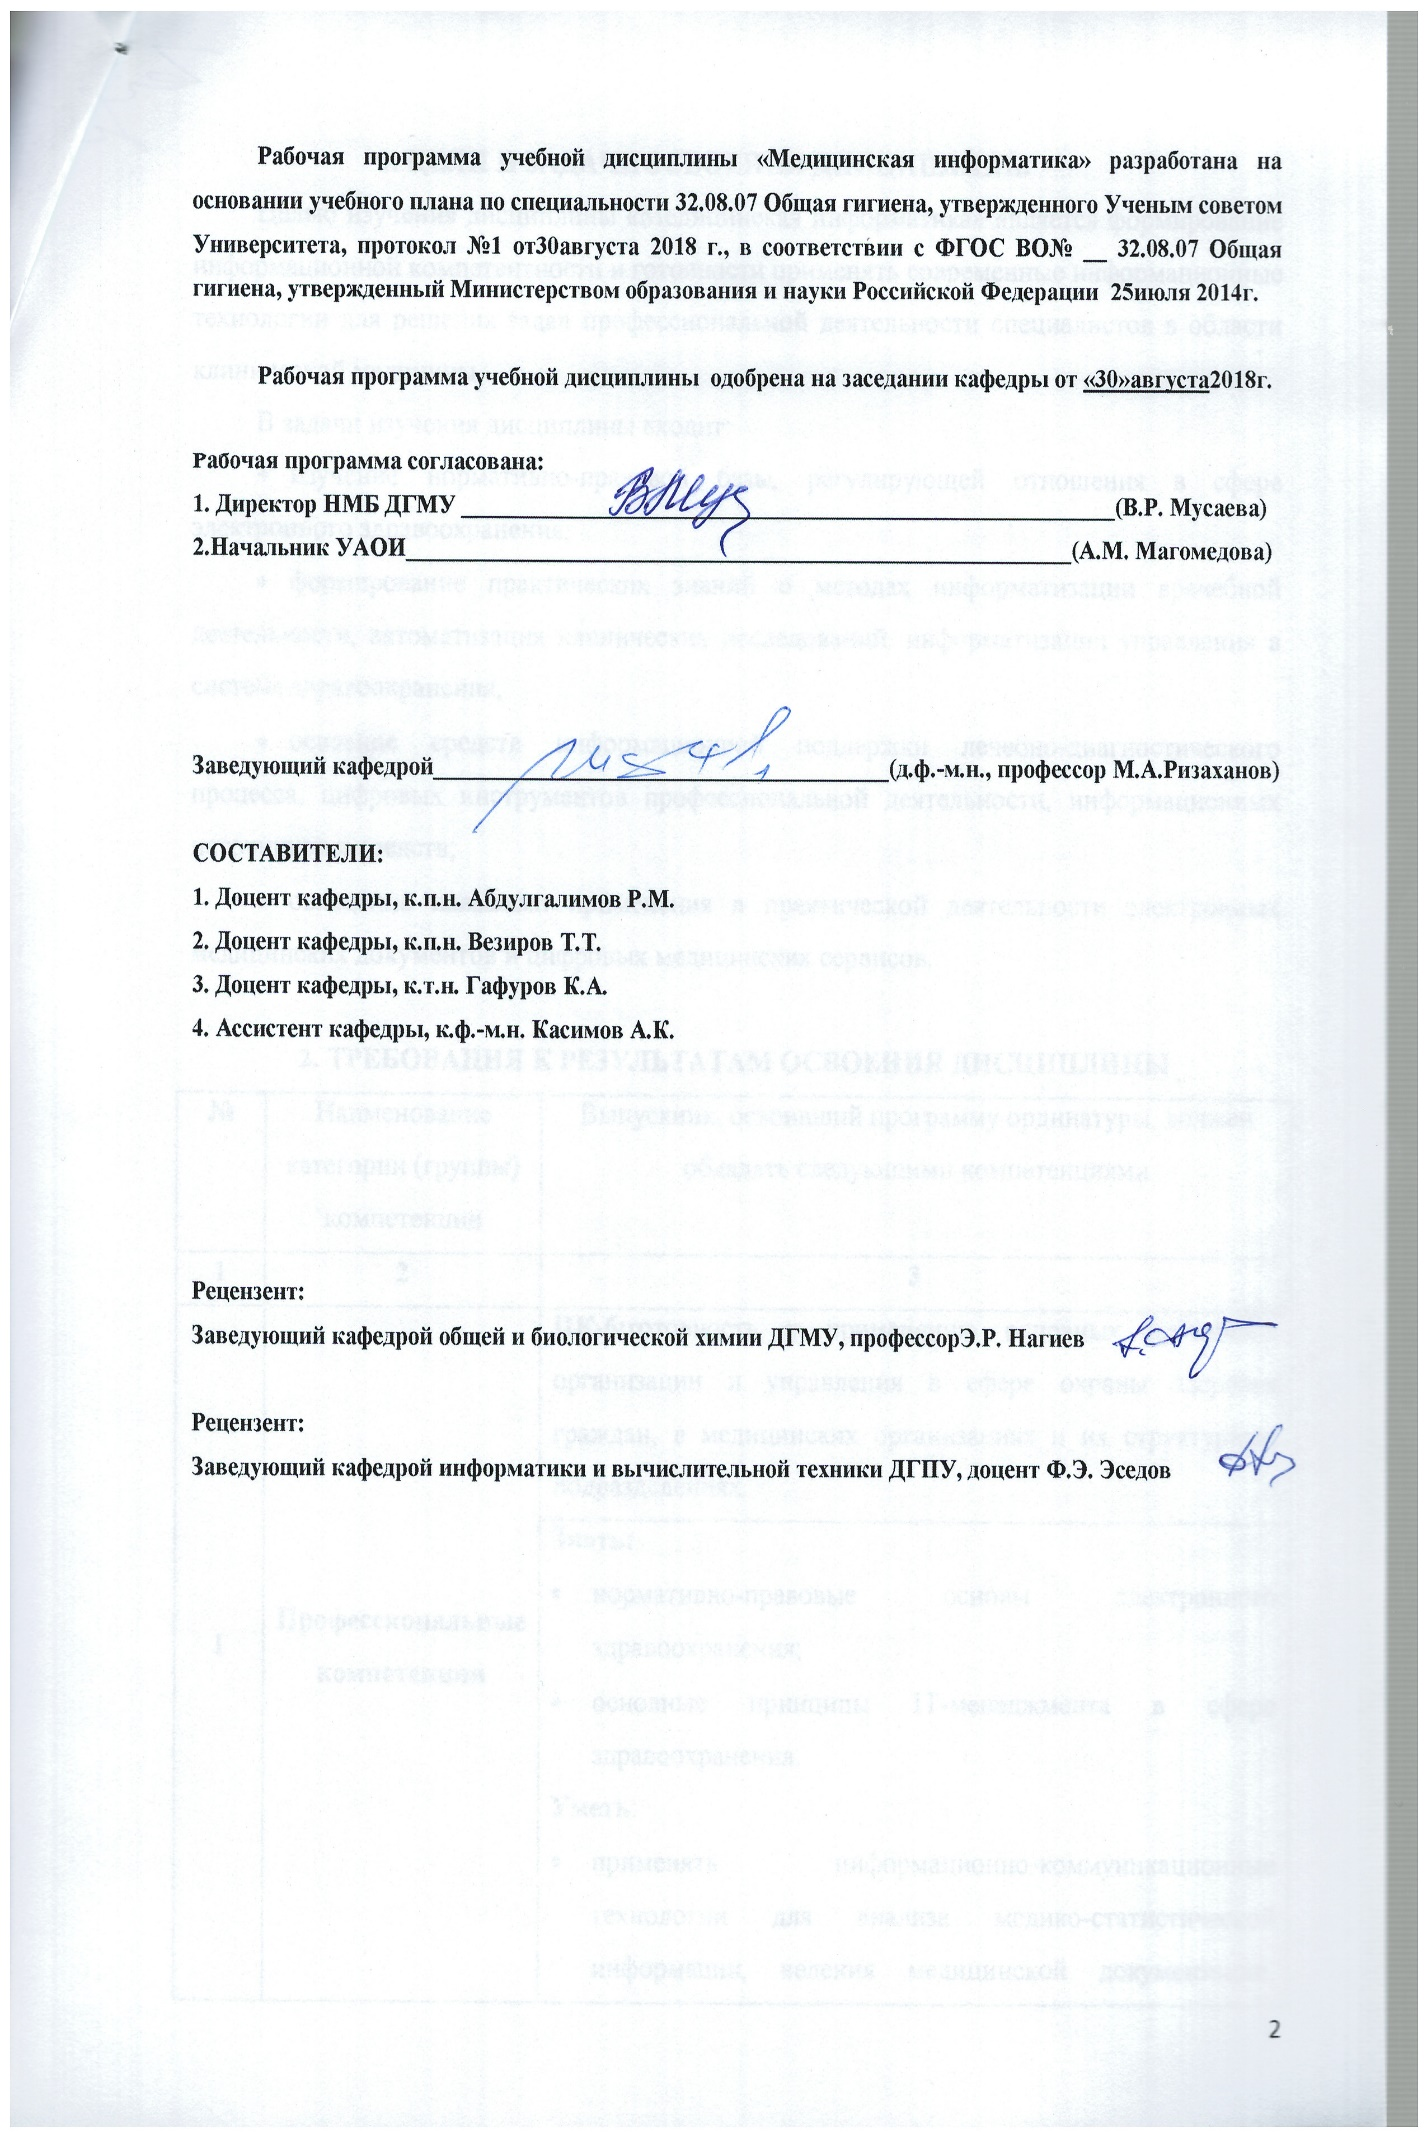 Рабочая программа учебной дисциплины «Медицинская информатика» разработана на
основании учебного плана по специальности 32.08.07 Общая гигиена, утвержденного Ученым советом
Университета, протокол №1 от30августа 2018 г., в соответствии с ФГОС ВО№ __ 32.08.07 Общая
гигиена, утвержденный Министерством образования и науки Российской Федерации 25июля 2014г.
Рабочая программа учебной дисциплины одобрена на заседании кафедры от «30»августа2018г.
Рабочая программа согласована:
1. Директор НМБ ДГМУ ____________________(В.Р. Мусаева)
2.Начальник УАОИ____________________(А.М. Магомедова)
Заведующий кафедрой____________________(д.ф.-м.н., профессор М.А.Ризаханов)
СОСТАВИТЕЛИ:
1. Доцент кафедры, к.п.н. Абдулгалимов Р.М.
2. Доцент кафедры, к.п.н. Везиров Т.Т.
3. Доцент кафедры, к.т.н. Гафуров К.А.
4. Ассистент кафедры, к.ф.-м.н. Касимов А.К.
Рецензент:
Заведующий кафедрой общей и биологической химии ДГМУ, профессорЭ.Р. Нагиев
Рецензент:
Заведующий кафедрой информатики и вычислительной техники ДГПУ, доцент Ф.Э. Эседов
2